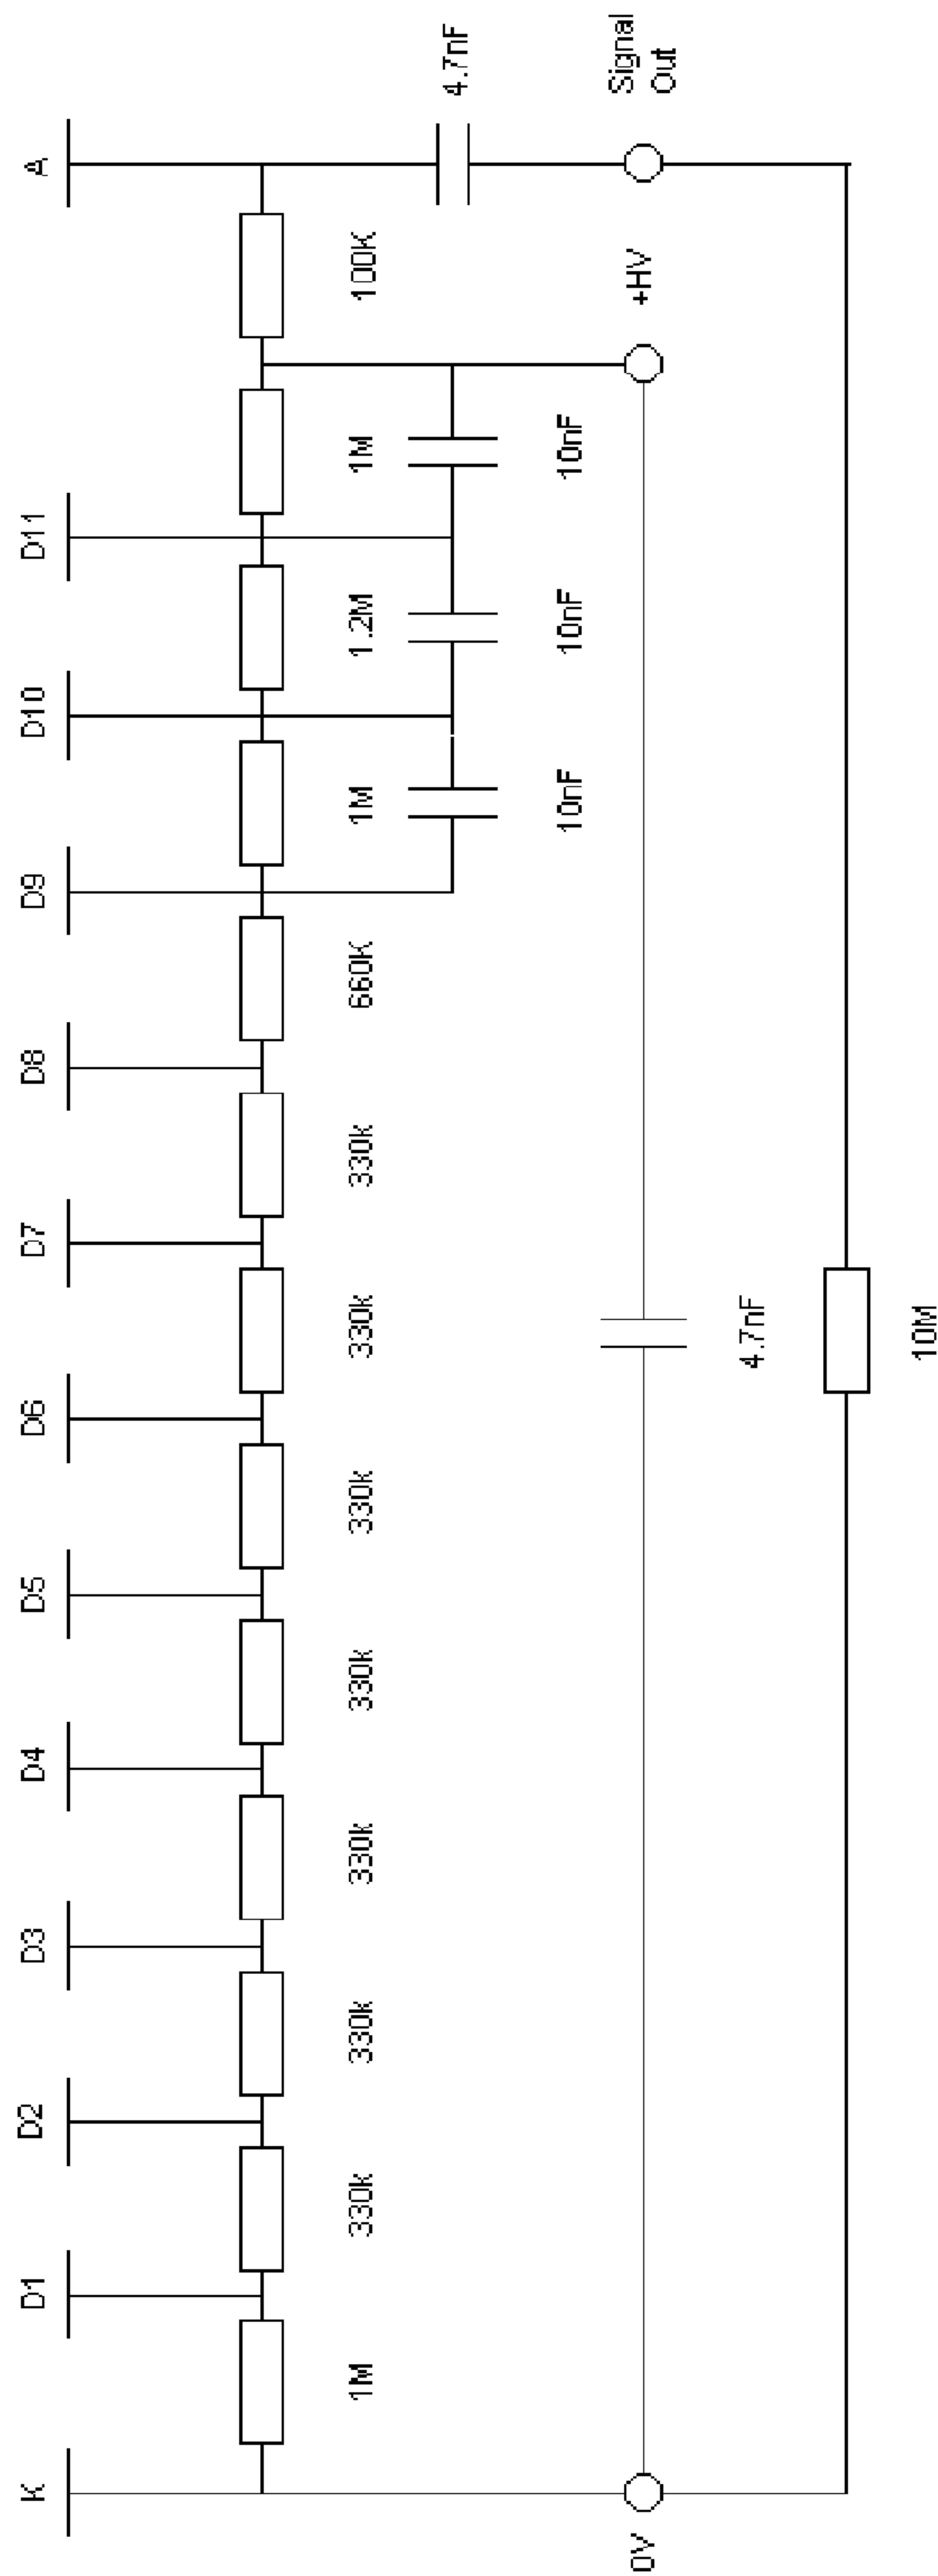 K
D1
D2
D3
D4
D5
D6
D7
D8
D9
D10
D11
A
1M
330k
330k
330k
330k
330k
330k
330k
660K
1M
1.2M
1M
100K
10nF
10nF
10nF
4.7nF
0V
4.7nF
+HV
Signal
Out
10M